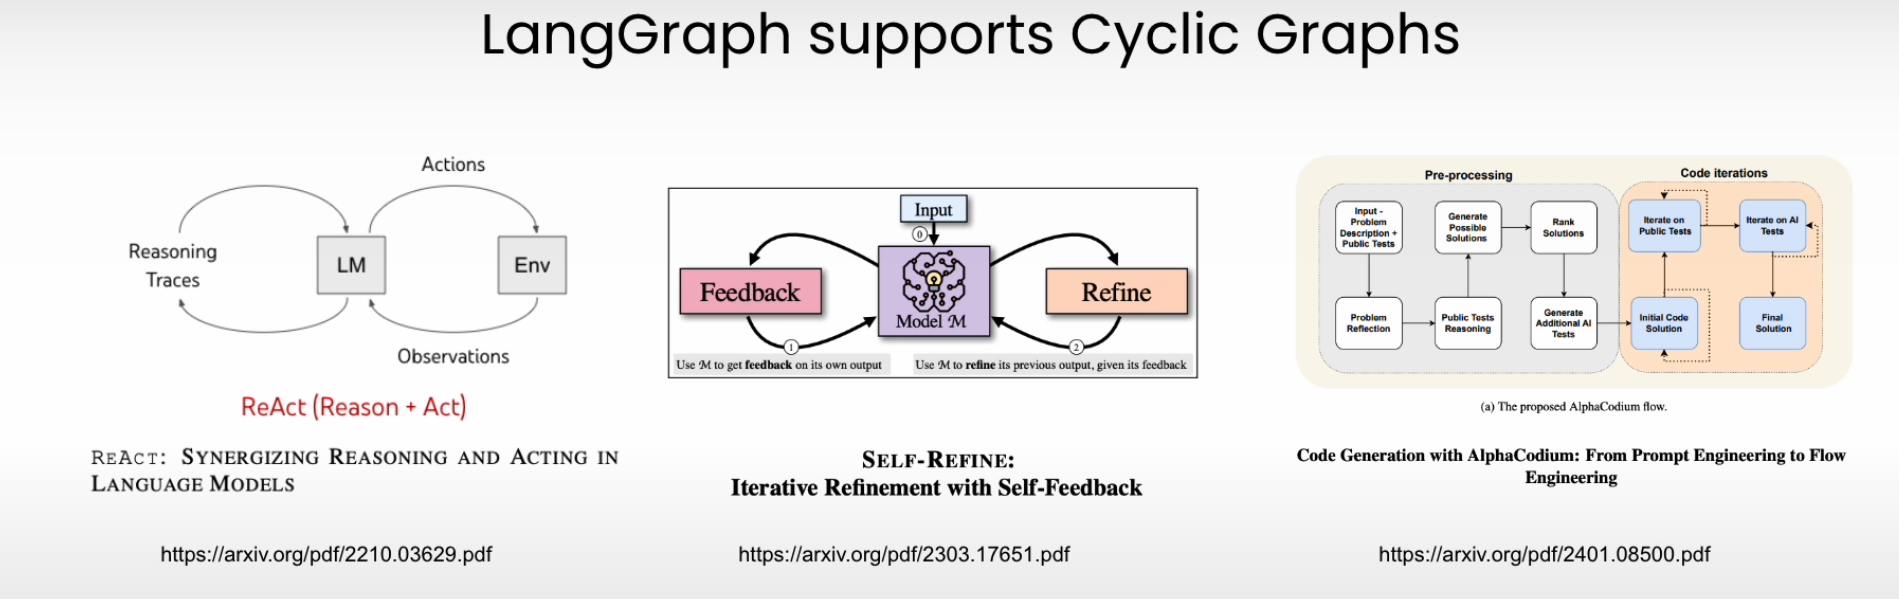 LangGraph supports Cyclic Graphs
Actions
Reasoning
Traces
LM
Env
Observations
ReAct (Reason + Act)
REACT: SYNERGIZING REASONING AND ACTING IN
LANGUAGE MODELS
https://arxiv.org/pdf/2210.03629.pdf
Input
0
Feedback
Refine
Model M
1
2
Use M to get feedback on its own output
Use M to refine its previous output, given its feedback
SELF-REFINE:
Iterative Refinement with Self-Feedback
https://arxiv.org/pdf/2303.17651.pdf
Pre-processing
Code iterations
Input -
Problem
Description +
Public Tests
Generate
Possible
Solutions
Rank
Solutions
Iterate on
Public Tests
Iterate on AI
Tests
Problem
Reflection
Public Tests
Reasoning
Generate
Additional AI
Tests
Initial Code
Solution
Final
Solution
(a) The proposed AlphaCodium flow.
Code Generation with AlphaCodium: From Prompt Engineering to Flow
Engineering
https://arxiv.org/pdf/2401.08500.pdf